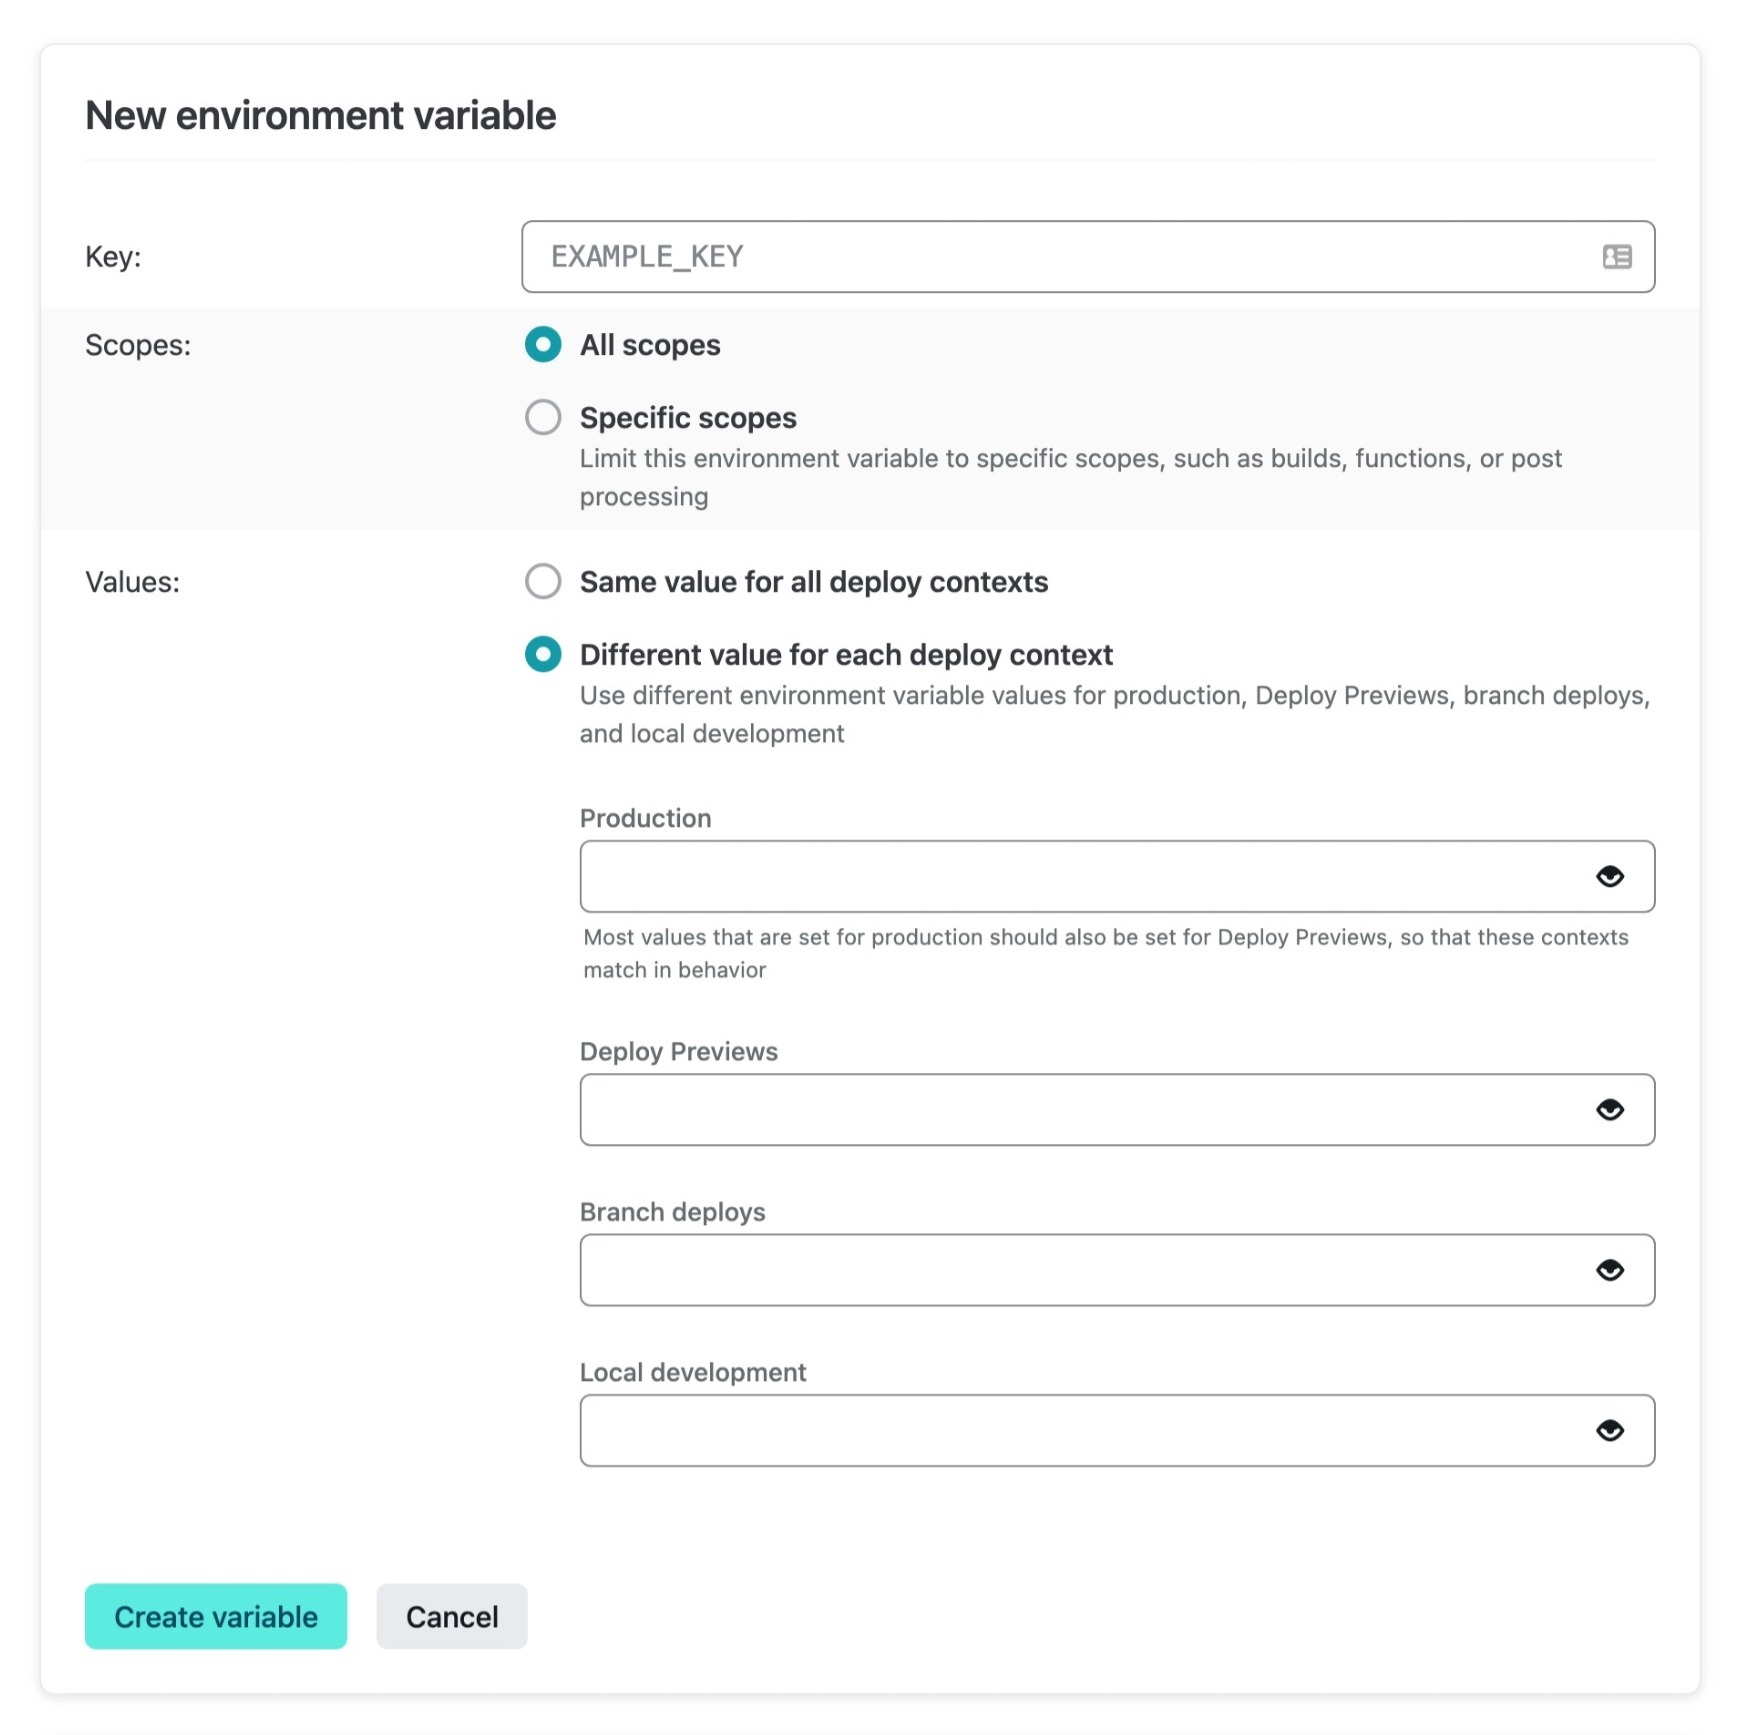 New environment variable
Key:
EXAMPLE_KEY
Scopes:
All scopes
Specific scopes
Limit this environment variable to specific scopes, such as builds, functions, or post
processing
Values:
Same value for all deploy contexts
Different value for each deploy context
Use different environment variable values for production, Deploy Previews, branch deploys,
and local development
Production
Most values that are set for production should also be set for Deploy Previews, so that these contexts
match in behavior
Deploy Previews
Branch deploys
Local development
Create variable
Cancel